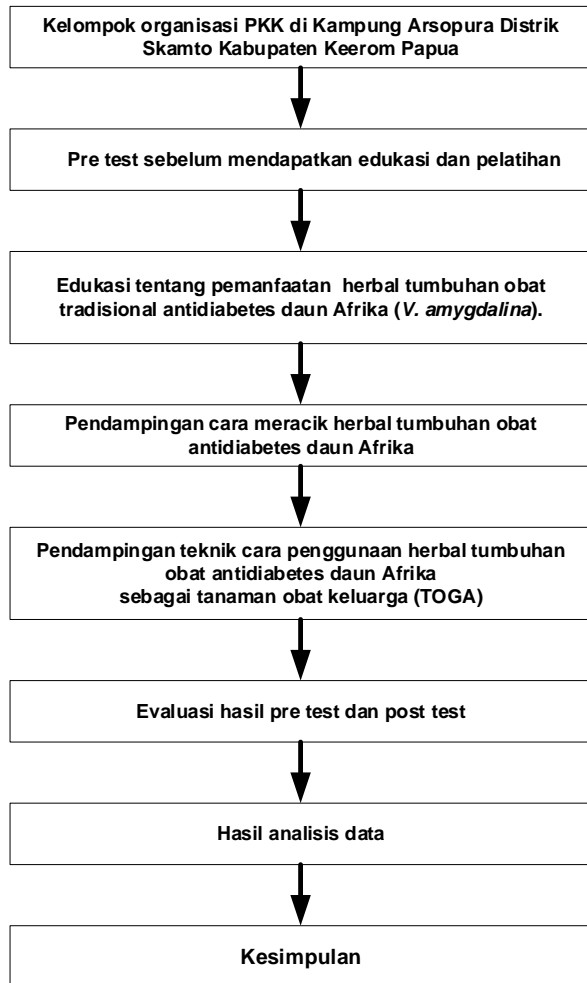 Kelompok organisasi PKK di Kampung Arsopura Distrik
Skamto Kabupaten Keerom Papua
Pre test sebelum mendapatkan edukasi dan pelatihan
Edukasi tentang pemanfaatan herbal tumbuhan obat
tradisional antidiabetes daun Afrika (V. amygdalina).
Pendampingan cara meracik herbal tumbuhan obat
antidiabetes daun Afrika
Pendampingan teknik cara penggunaan herbal tumbuhan
obat antidiabetes daun Afrika
sebagai tanaman obat keluarga (TOGA)
Evaluasi hasil pre test dan post test
Hasil analisis data
Kesimpulan